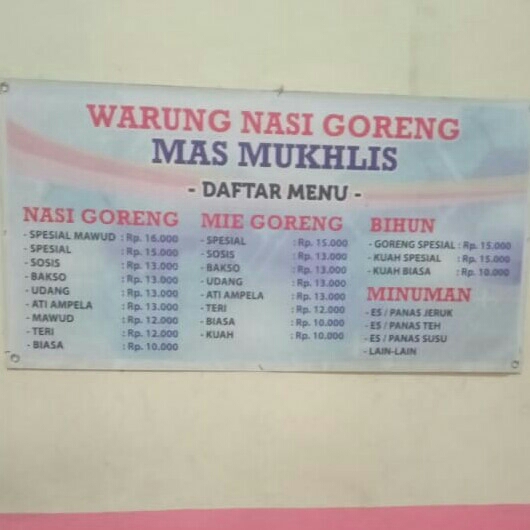 WARUNG NASI GORENG
MAS MUKHLIS
- DAFTAR MENU -
NASI GORENG
- SPESIAL MAWUD : Rp. 16.000
- SPESIAL : Rp. 15.000
- SOSIS : Rp. 13.000
- BAKSO : Rp. 13.000
- UDANG : Rp. 13.000
- ATI AMPELA : Rp. 13.000
- MAWUD : Rp. 12.000
- TERI : Rp. 12.000
- BIASA : Rp. 10.000
MIE GORENG
- SPESIAL : Rp. 15.000
- SOSIS : Rp. 13.000
- BAKSO : Rp. 13.000
- UDANG : Rp. 13.000
- ATI AMPELA : Rp. 13.000
- TERI : Rp. 12.000
- BIASA : Rp. 10.000
- KUAH : Rp. 10.000
BIHUN
- GORENG SPESIAL : Rp. 15.000
- KUAH SPESIAL : Rp. 15.000
- KUAH BIASA : Rp. 10.000
MINUMAN
- ES / PANAS JERUK
- ES / PANAS TEH
- ES / PANAS SUSU
- LAIN-LAIN